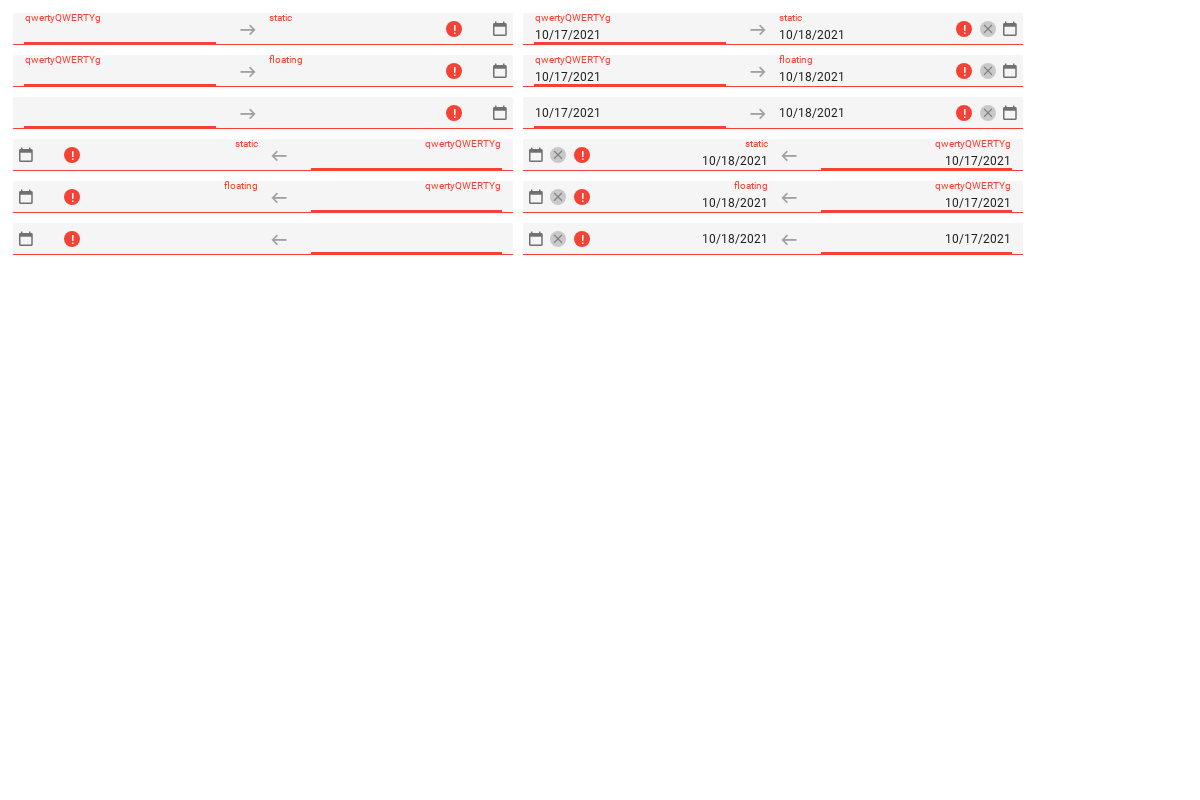 qwertyQWERTYg static qwertyQWERTYg static
10/17/2021 10/18/2021
qwertyQWERTYg floating qwertyQWERTYg floating
10/17/2021 10/18/2021
10/17/2021 10/18/2021
static qwertyQWERTYg static qwertyQWERTYg
10/18/2021 10/17/2021
floating qwertyQWERTYg floating qwertyQWERTYg
10/18/2021 10/17/2021
10/18/2021 10/17/2021